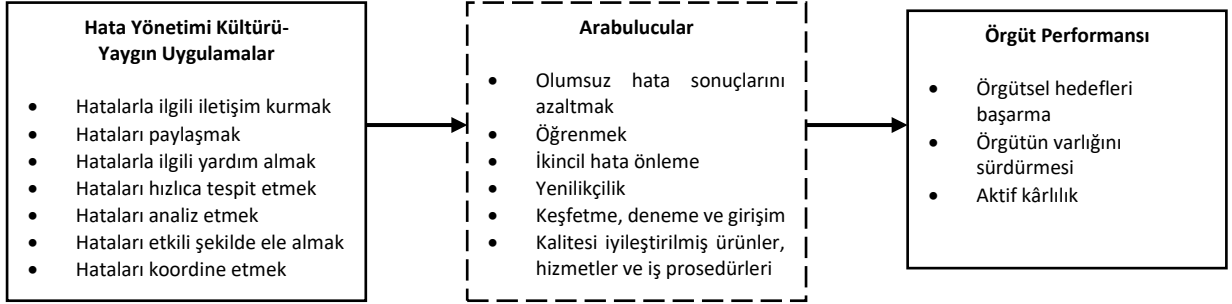 Hata Yönetimi Kültürü-
Yaygın Uygulamalar
• Hatalarla ilgili iletişim kurmak
• Hataları paylaşmak
• Hatalarla ilgili yardım almak
• Hataları hızlıca tespit etmek
• Hataları analiz etmek
• Hataları etkili şekilde ele almak
• Hataları koordine etmek
Arabulucular
• Olumsuz hata sonuçlarını
azaltmak
• Öğrenmek
• İkincil hata önleme
• Yenilikçilik
• Keşfetme, deneme ve girişim
• Kalitesi iyileştirilmiş ürünler,
hizmetler ve iş prosedürleri
Örgüt Performansı
• Örgütsel hedefleri
başarma
• Örgütün varlığını
sürdürmesi
• Aktif kârlılık